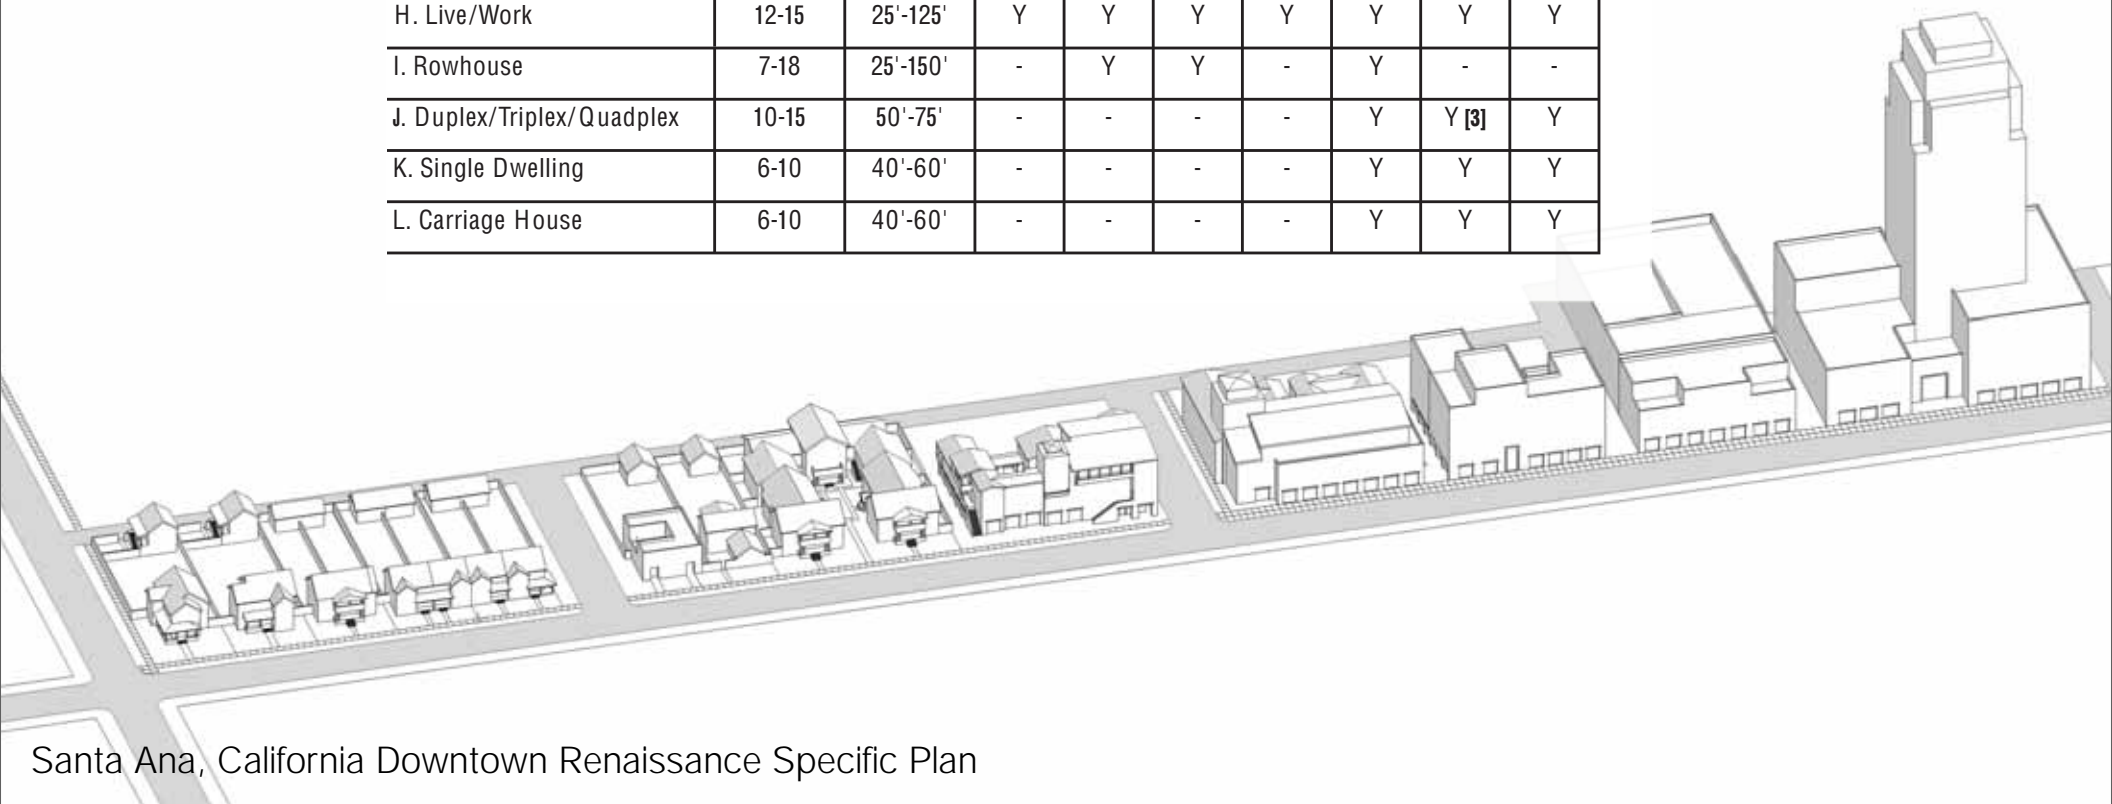 H. Live/Work 12-15 25'-125' Y Y Y Y Y Y Y
I. Rowhouse 7-18 25'-150' - Y Y - Y - -
J. Duplex/Triplex/Quadplex 10-15 50'-75' - - - - Y Y [3] Y
K. Single Dwelling 6-10 40'-60' - - - - Y Y Y
L. Carriage House 6-10 40'-60' - - - - Y Y Y
Santa Ana, California Downtown Renaissance Specific Plan